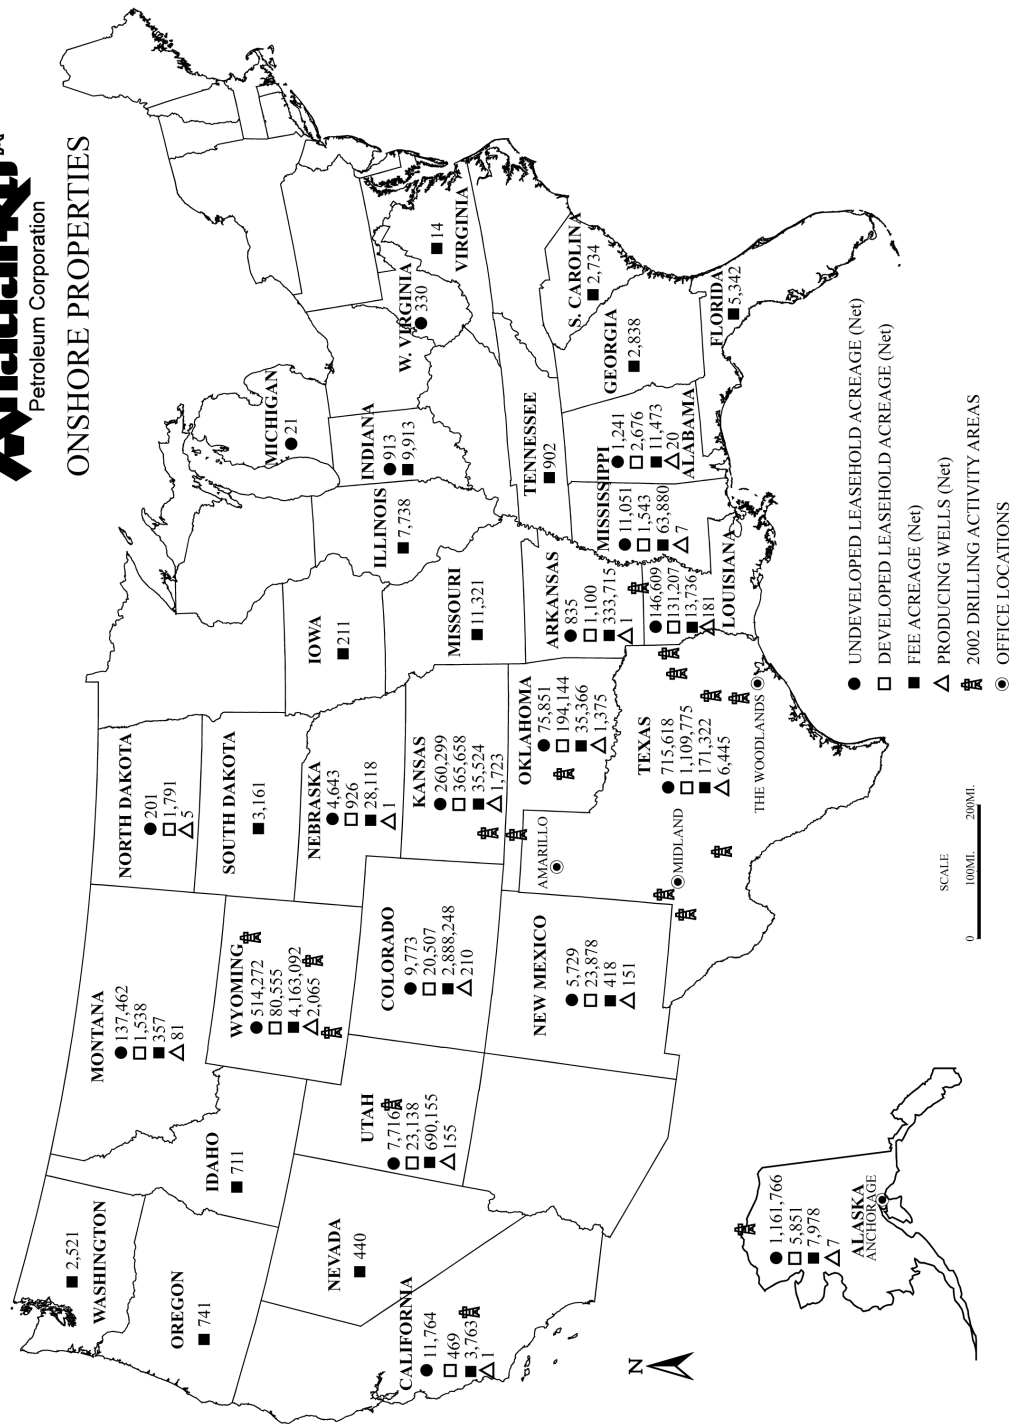 Anadarko
Petroleum Corporation
ONSHORE PROPERTIES
WASHINGTON
■ 2,521
OREGON
■ 741
CALIFORNIA
● 11,764
□ 469
■ 3,763
△ 1
NEVADA
■ 440
IDAHO
■ 711
UTAH
● 7,716
□ 23,138
■ 690,155
△ 155
MONTANA
● 137,462
□ 1,538
■ 357
△ 81
WYOMING
● 514,272
□ 80,555
■ 4,163,092
△ 2,065
COLORADO
● 9,773
□ 20,507
■ 2,888,248
△ 210
NEW MEXICO
● 5,729
□ 23,878
■ 418
△ 151
NORTH DAKOTA
● 201
□ 1,791
△ 5
SOUTH DAKOTA
■ 3,161
NEBRASKA
● 4,643
□ 926
■ 28,118
△ 1
KANSAS
● 260,299
□ 365,658
■ 35,524
△ 1,723
OKLAHOMA
● 75,851
□ 194,144
■ 35,366
△ 1,375
TEXAS
● 715,618
□ 1,109,775
■ 171,322
△ 6,445
AMARILLO
MIDLAND
THE WOODLANDS
IOWA
■ 211
MISSOURI
■ 11,321
ARKANSAS
● 835
□ 1,100
■ 333,715
△ 1
● 146,609
□ 131,207
■ 13,736
△ 181
LOUISIANA
ILLINOIS
■ 7,738
MICHIGAN
● 21
INDIANA
● 913
■ 9,913
TENNESSEE
■ 902
MISSISSIPPI
● 11,051
□ 1,543
■ 63,880
△ 7
● 1,241
□ 2,676
■ 11,473
△ 20
ALABAMA
W. VIRGINIA
● 330
■ 14
VIRGINIA
S. CAROLINA
■ 2,734
GEORGIA
■ 2,838
FLORIDA
■ 5,342
● 1,161,766
□ 5,851
■ 7,978
△ 7
ALASKA
ANCHORAGE
N
SCALE
0 100MI. 200MI.
● UNDEVELOPED LEASEHOLD ACREAGE (Net)
□ DEVELOPED LEASEHOLD ACREAGE (Net)
■ FEE ACREAGE (Net)
△ PRODUCING WELLS (Net)
2002 DRILLING ACTIVITY AREAS
OFFICE LOCATIONS